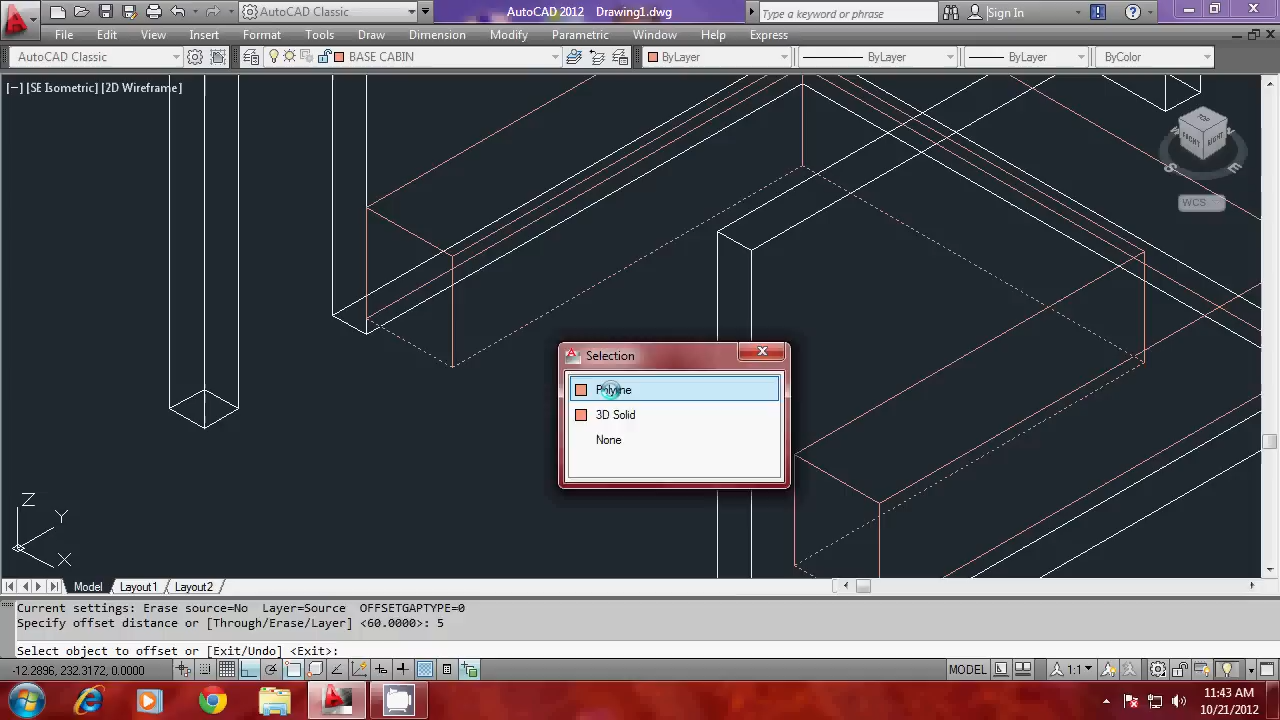 AutoCAD Classic
AutoCAD 2012 Drawing1.dwg
Type a keyword or phrase
Sign In
File Edit View Insert Format Tools Draw Dimension Modify Parametric Window Help Express
AutoCAD Classic
BASE CABIN
ByLayer
ByLayer
ByLayer
ByColor
[−] [SE Isometric] [2D Wireframe]
TOP
FRONT
RIGHT
S
E
WCS
Selection
Polyline
3D Solid
None
Z
Y
X
Model Layout1 Layout2
Current settings: Erase source=No Layer=Source OFFSETGAPTYPE=0
Specify offset distance or [Through/Erase/Layer] <60.0000>: 5
Select object to offset or [Exit/Undo] <Exit>:
-12.2896, 232.3172, 0.0000
MODEL
1:1
11:43 AM
10/21/2012